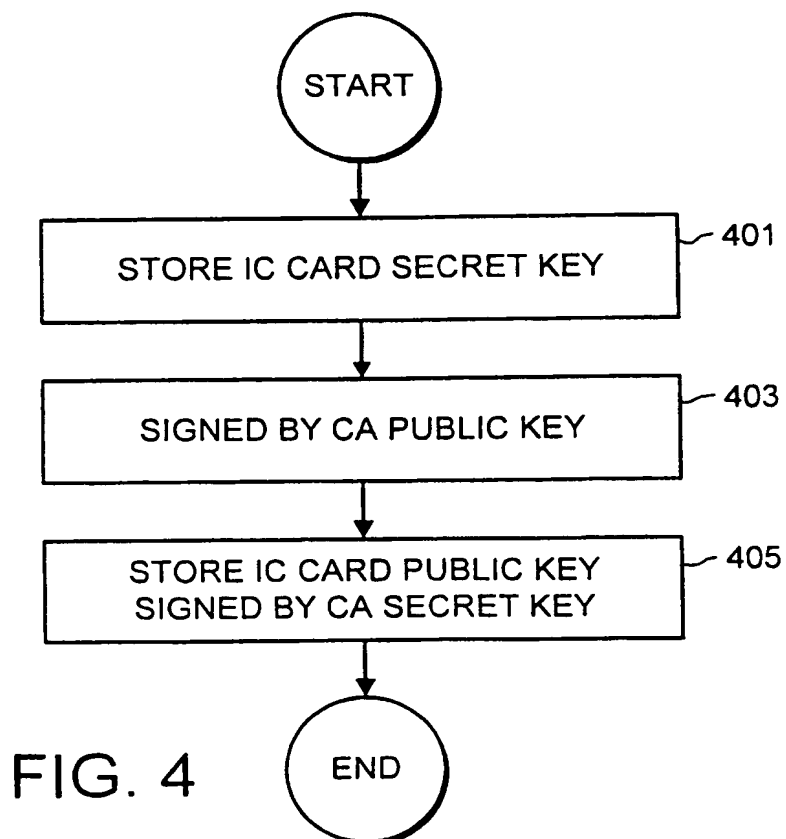 START
STORE IC CARD SECRET KEY
401
SIGNED BY CA PUBLIC KEY
403
STORE IC CARD PUBLIC KEY
SIGNED BY CA SECRET KEY
405
END
FIG. 4